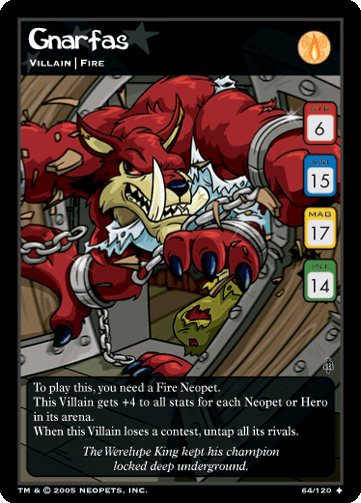 Gnarfas
VILLAIN | FIRE
STR
6
AGI
15
MAG
17
INT
14
To play this, you need a Fire Neopet.
This Villain gets +4 to all stats for each Neopet or Hero
in its arena.
When this Villain loses a contest, untap all its rivals.
The Werelupe King kept his champion
locked deep underground.
TM & © 2005 NEOPETS, INC.
64/120